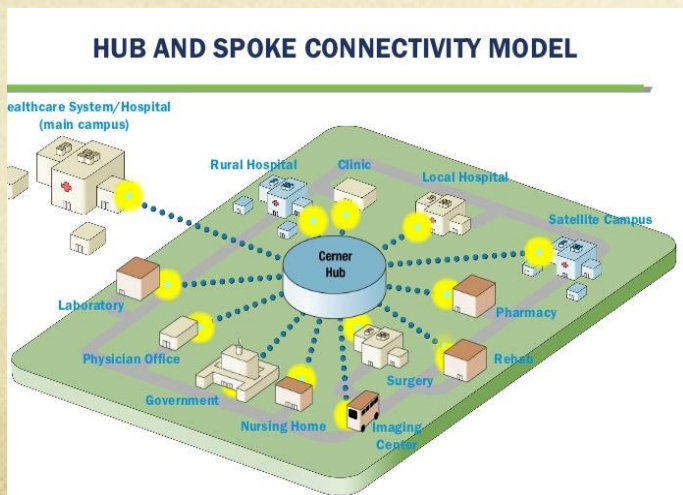 HUB AND SPOKE CONNECTIVITY MODEL
ealthcare System/Hospital
(main campus)
Rural Hospital
Clinic
Local Hospital
Satellite Campus
Cerner
Hub
Laboratory
Pharmacy
Physician Office
Rehab
Surgery
Government
Nursing Home
Imaging
Center